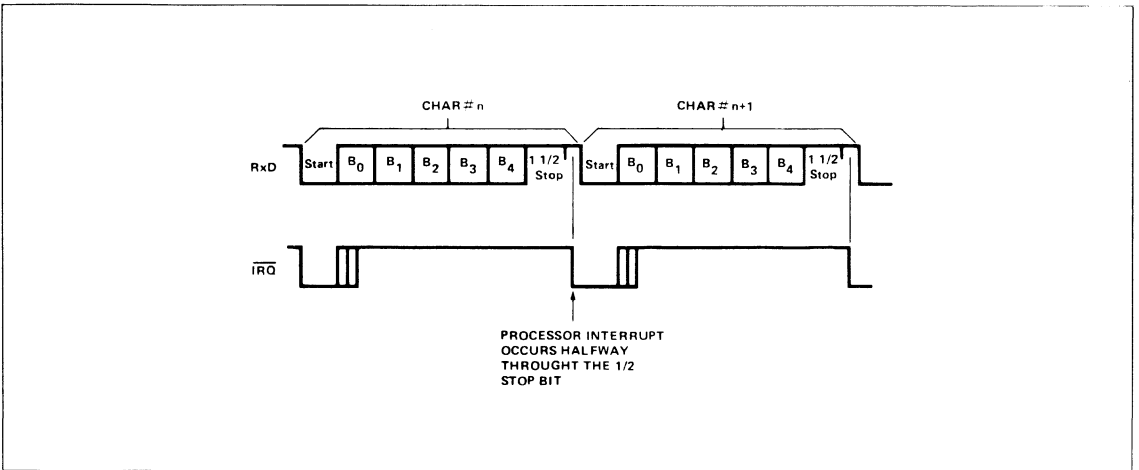 CHAR # n CHAR # n+1
RxD Start B0 B1 B2 B3 B4 1 1/2 Stop Start B0 B1 B2 B3 B4 1 1/2 Stop
IRQ
PROCESSOR INTERRUPT
OCCURS HALFWAY
THROUGHT THE 1/2
STOP BIT